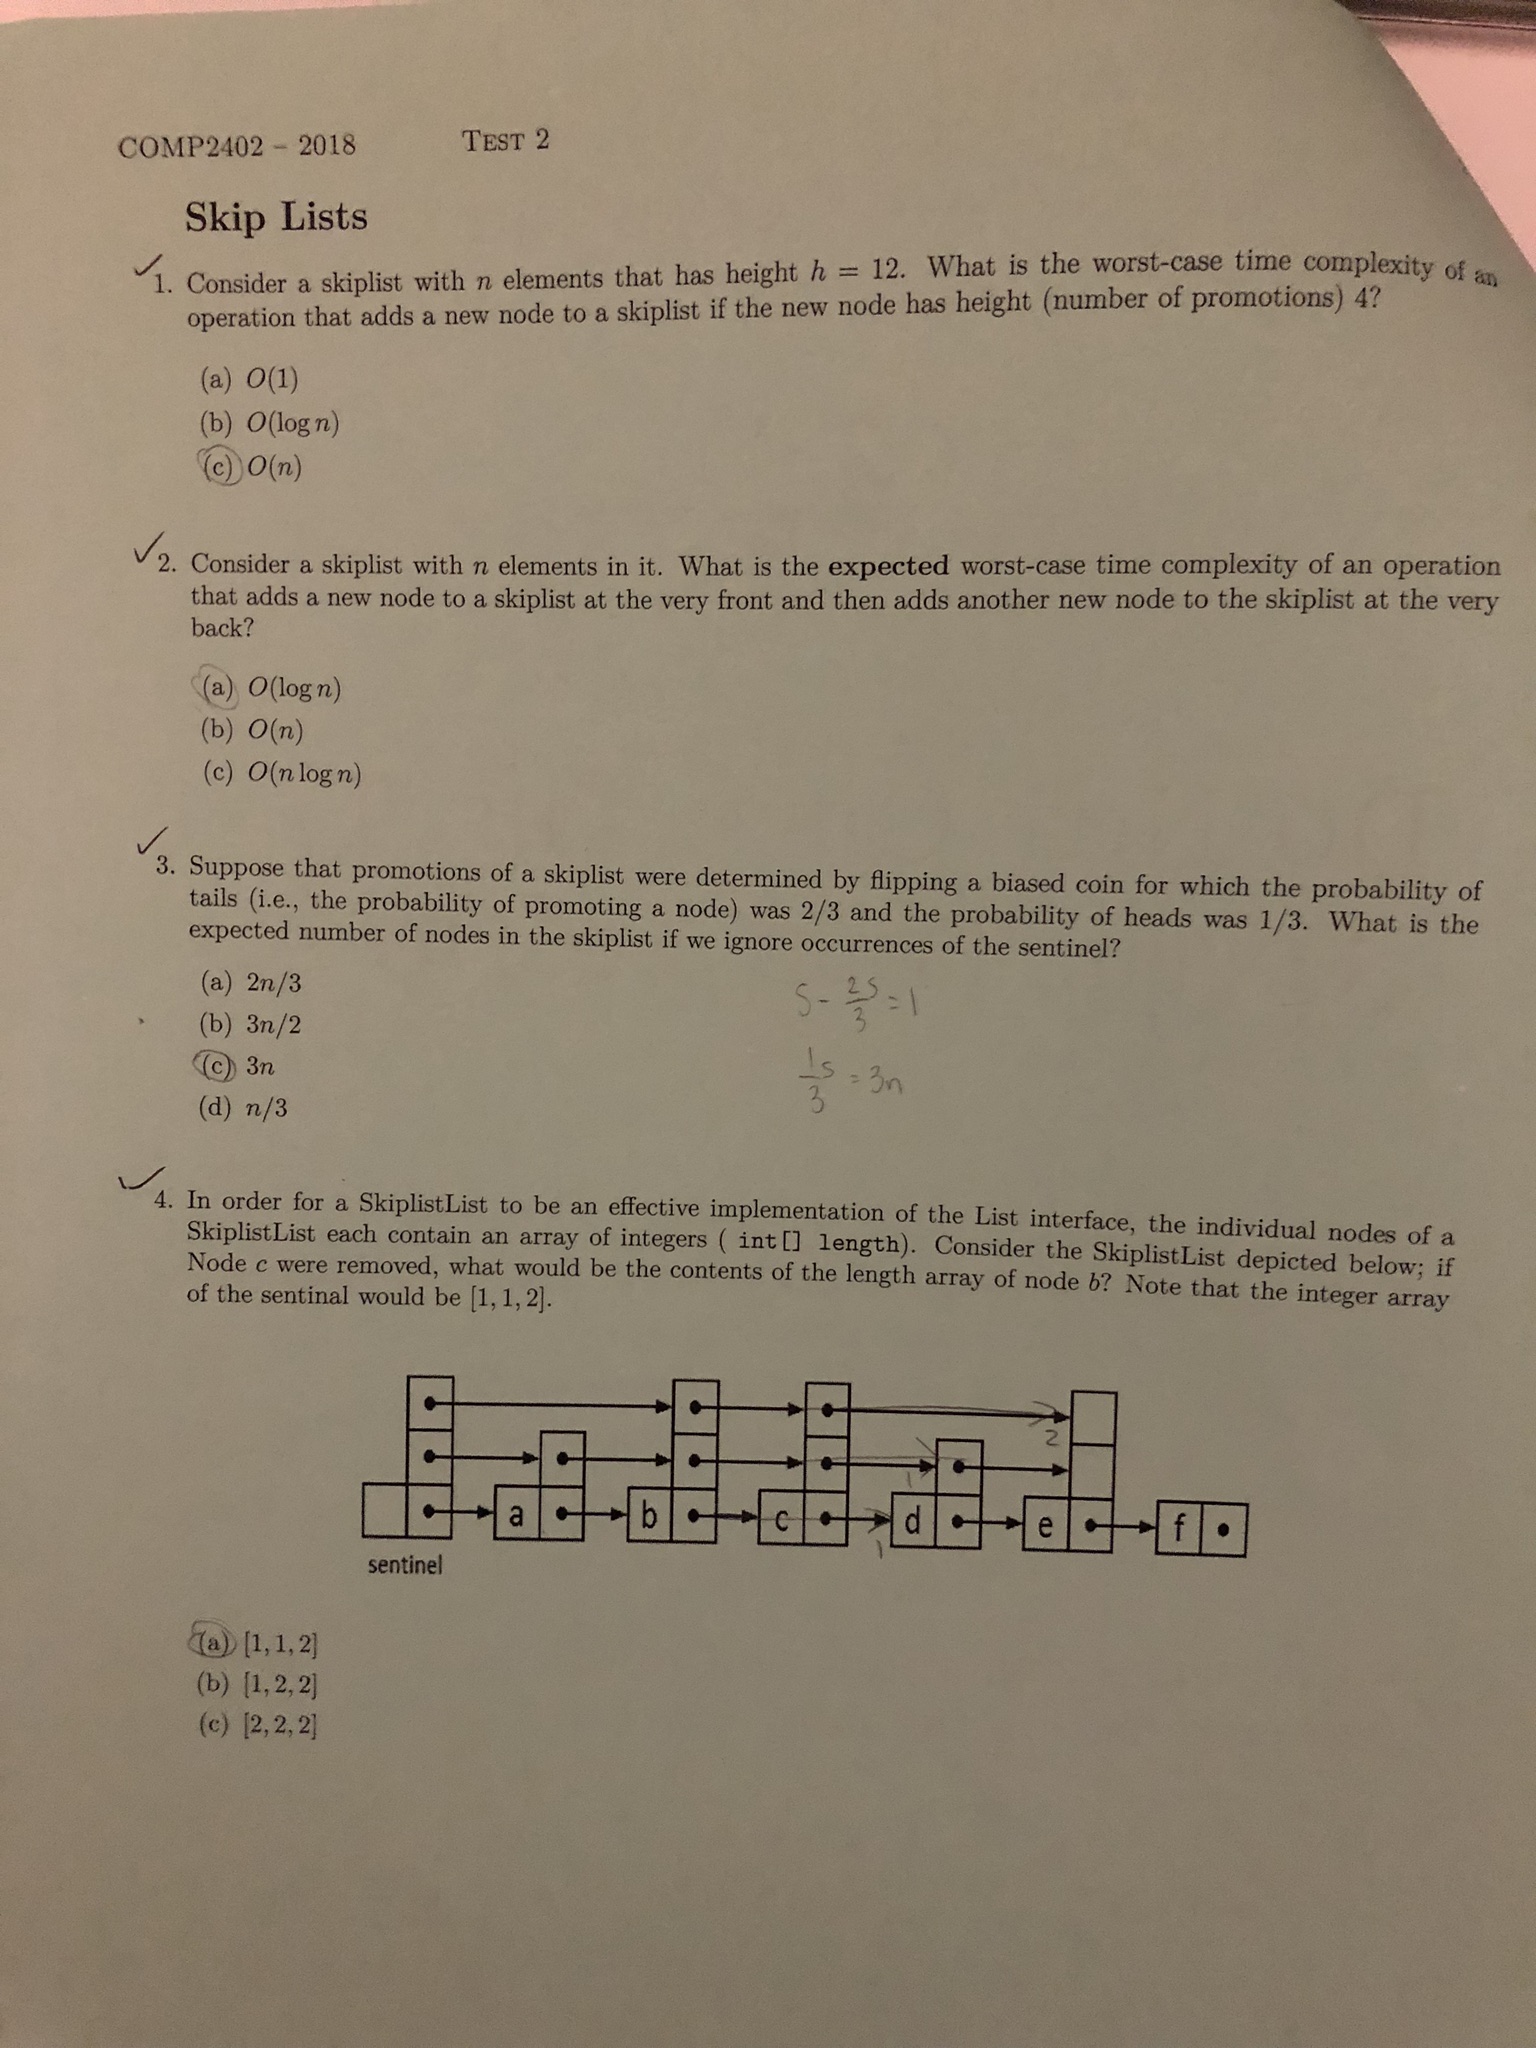 COMP2402 – 2018 TEST 2
Skip Lists
✓1. Consider a skiplist with n elements that has height h = 12. What is the worst-case time complexity of an
operation that adds a new node to a skiplist if the new node has height (number of promotions) 4?
(a) O(1)
(b) O(log n)
(c) O(n)
✓2. Consider a skiplist with n elements in it. What is the expected worst-case time complexity of an operation
that adds a new node to a skiplist at the very front and then adds another new node to the skiplist at the very
back?
(a) O(log n)
(b) O(n)
(c) O(n log n)
✓3. Suppose that promotions of a skiplist were determined by flipping a biased coin for which the probability of
tails (i.e., the probability of promoting a node) was 2/3 and the probability of heads was 1/3. What is the
expected number of nodes in the skiplist if we ignore occurrences of the sentinel?
(a) 2n/3
(b) 3n/2
(c) 3n
(d) n/3
S - 2S/3 = 1
1/3 S = 3n
✓4. In order for a SkiplistList to be an effective implementation of the List interface, the individual nodes of a
SkiplistList each contain an array of integers ( int[] length). Consider the SkiplistList depicted below; if
Node c were removed, what would be the contents of the length array of node b? Note that the integer array
of the sentinal would be [1, 1, 2].
2
1
a b c d e f
1
sentinel
(a) [1, 1, 2]
(b) [1, 2, 2]
(c) [2, 2, 2]